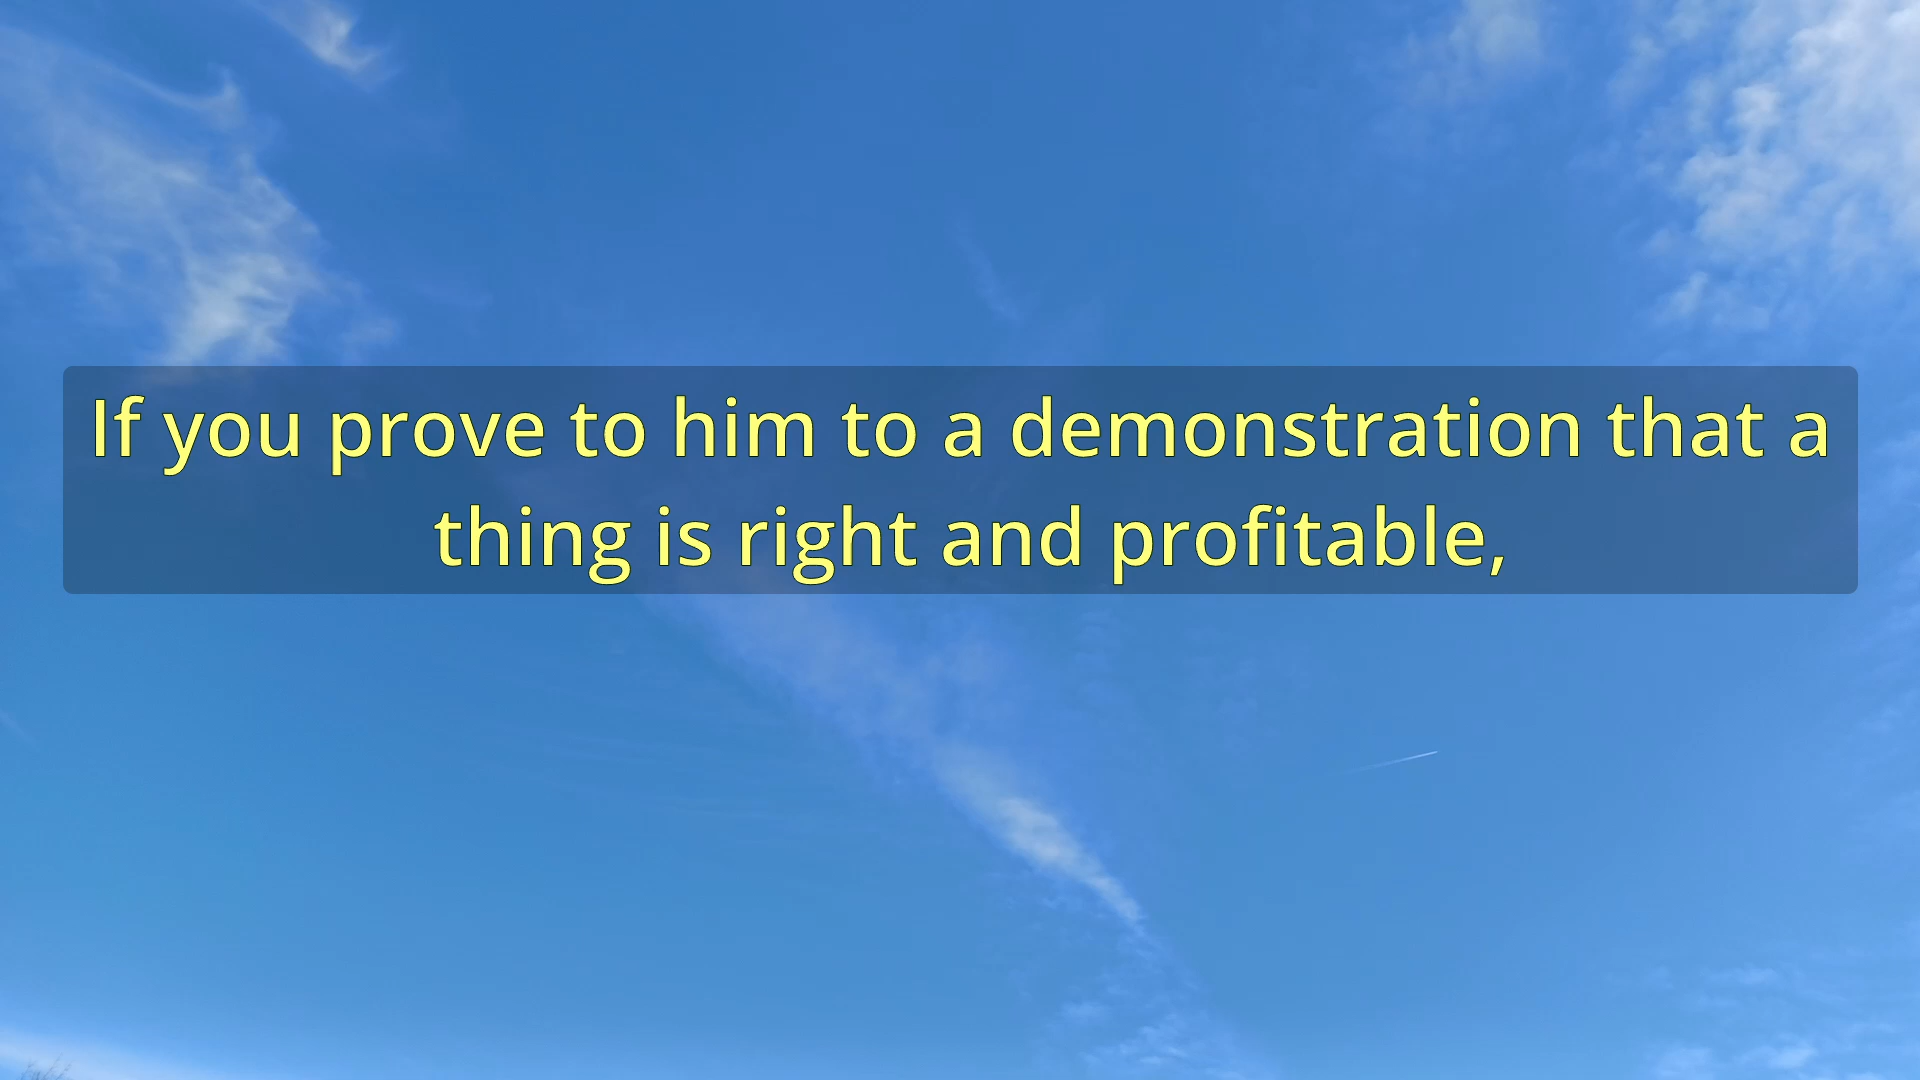 If you prove to him to a demonstration that a
thing is right and profitable,